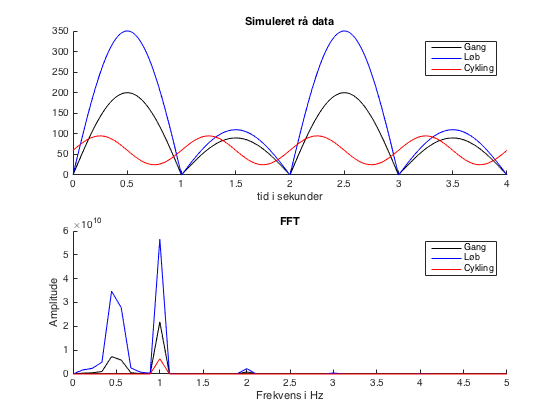 Simuleret rå data
350
300
250
200
150
100
50
0
Gang
Løb
Cykling
0 0.5 1 1.5 2 2.5 3 3.5 4
tid i sekunder
×10^10
FFT
6
5
4
3
2
1
0
Amplitude
Gang
Løb
Cykling
0 0.5 1 1.5 2 2.5 3 3.5 4 4.5 5
Frekvens i Hz